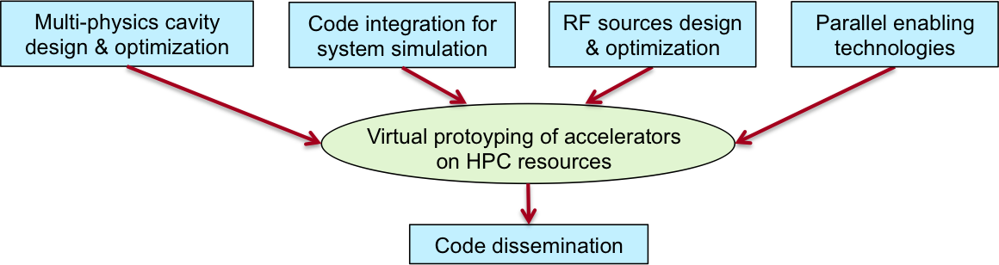 Multi-physics cavity
design & optimization
Code integration for
system simulation
RF sources design
& optimization
Parallel enabling
technologies
Virtual protoyping of accelerators
on HPC resources
Code dissemination